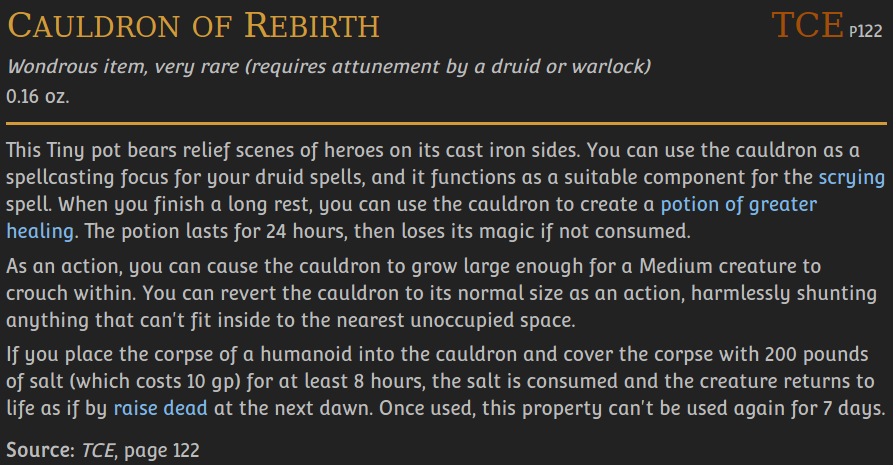 Cauldron of Rebirth TCE P122
Wondrous item, very rare (requires attunement by a druid or warlock)
0.16 oz.
This Tiny pot bears relief scenes of heroes on its cast iron sides. You can use the cauldron as a
spellcasting focus for your druid spells, and it functions as a suitable component for the scrying
spell. When you finish a long rest, you can use the cauldron to create a potion of greater
healing. The potion lasts for 24 hours, then loses its magic if not consumed.
As an action, you can cause the cauldron to grow large enough for a Medium creature to
crouch within. You can revert the cauldron to its normal size as an action, harmlessly shunting
anything that can't fit inside to the nearest unoccupied space.
If you place the corpse of a humanoid into the cauldron and cover the corpse with 200 pounds
of salt (which costs 10 gp) for at least 8 hours, the salt is consumed and the creature returns to
life as if by raise dead at the next dawn. Once used, this property can't be used again for 7 days.
Source: TCE, page 122